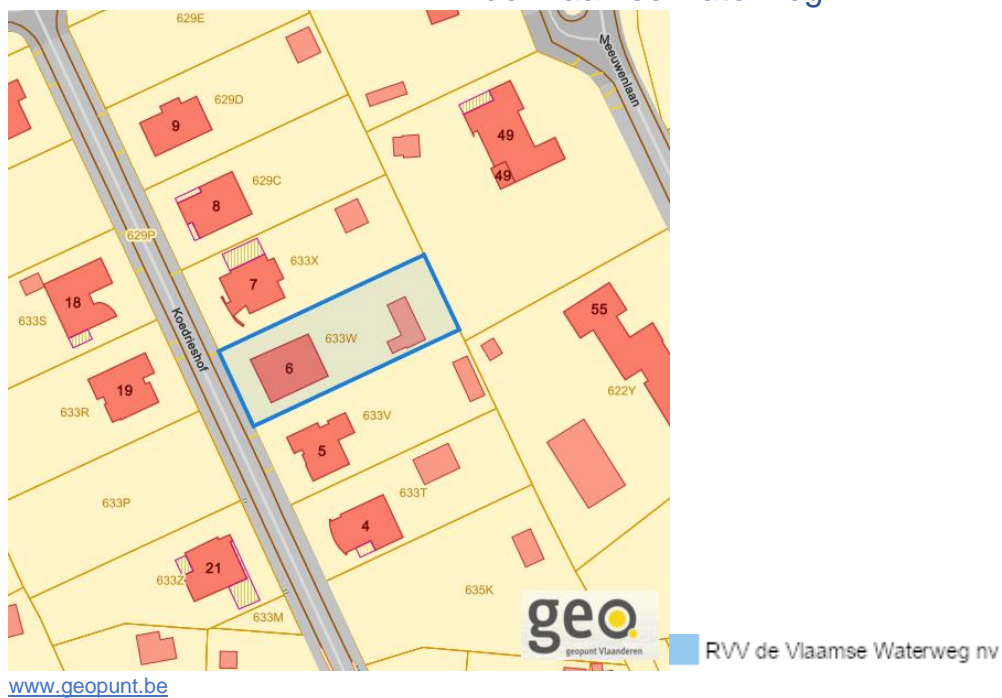 629E
Meeuwenlaan
629D
9
49
49
629C
8
629P
633X
7
18
633S
Koedrieshof
633W
6
55
19
633R
622Y
633V
5
633T
633P
4
21
633Z
635K
633M
geo.
geopunt Vlaanderen
RVV de Vlaamse Waterweg nv
www.geopunt.be